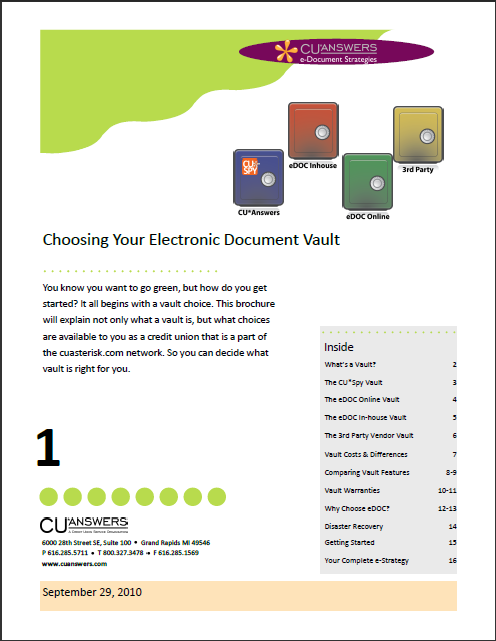 CU*ANSWERS
e-Document Strategies
eDOC Inhouse
3rd Party
CU*SPY
CU*Answers
eDOC Online
Choosing Your Electronic Document Vault
You know you want to go green, but how do you get
started? It all begins with a vault choice. This brochure
will explain not only what a vault is, but what choices
are available to you as a credit union that is a part of
the cuasterisk.com network. So you can decide what
vault is right for you.
Inside
What's a Vault? 2
The CU*Spy Vault 3
The eDOC Online Vault 4
The eDOC In-house Vault 5
The 3rd Party Vendor Vault 6
Vault Costs & Differences 7
Comparing Vault Features 8-9
Vault Warranties 10-11
Why Choose eDOC? 12-13
Disaster Recovery 14
Getting Started 15
Your Complete e-Strategy 16
1
CU*ANSWERS
A Credit Union Service Organization
6000 28th Street SE, Suite 100 • Grand Rapids MI 49546
P 616.285.5711 • T 800.327.3478 • F 616.285.1569
www.cuanswers.com
September 29, 2010